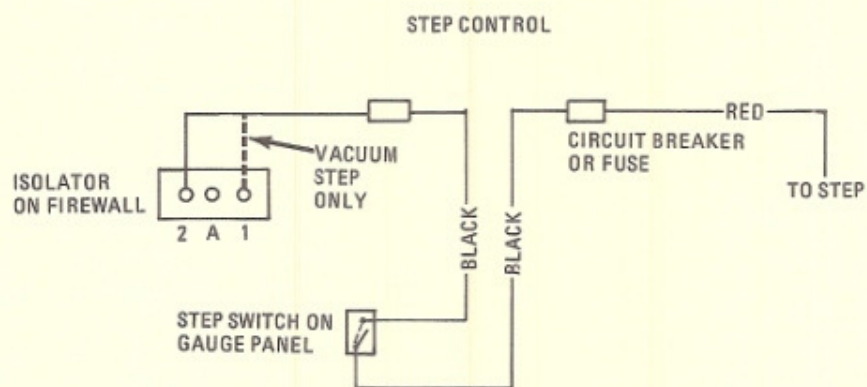 STEP CONTROL
RED
CIRCUIT BREAKER
OR FUSE
TO STEP
VACUUM
STEP
ONLY
ISOLATOR
ON FIREWALL
2 A 1
BLACK
BLACK
STEP SWITCH ON
GAUGE PANEL